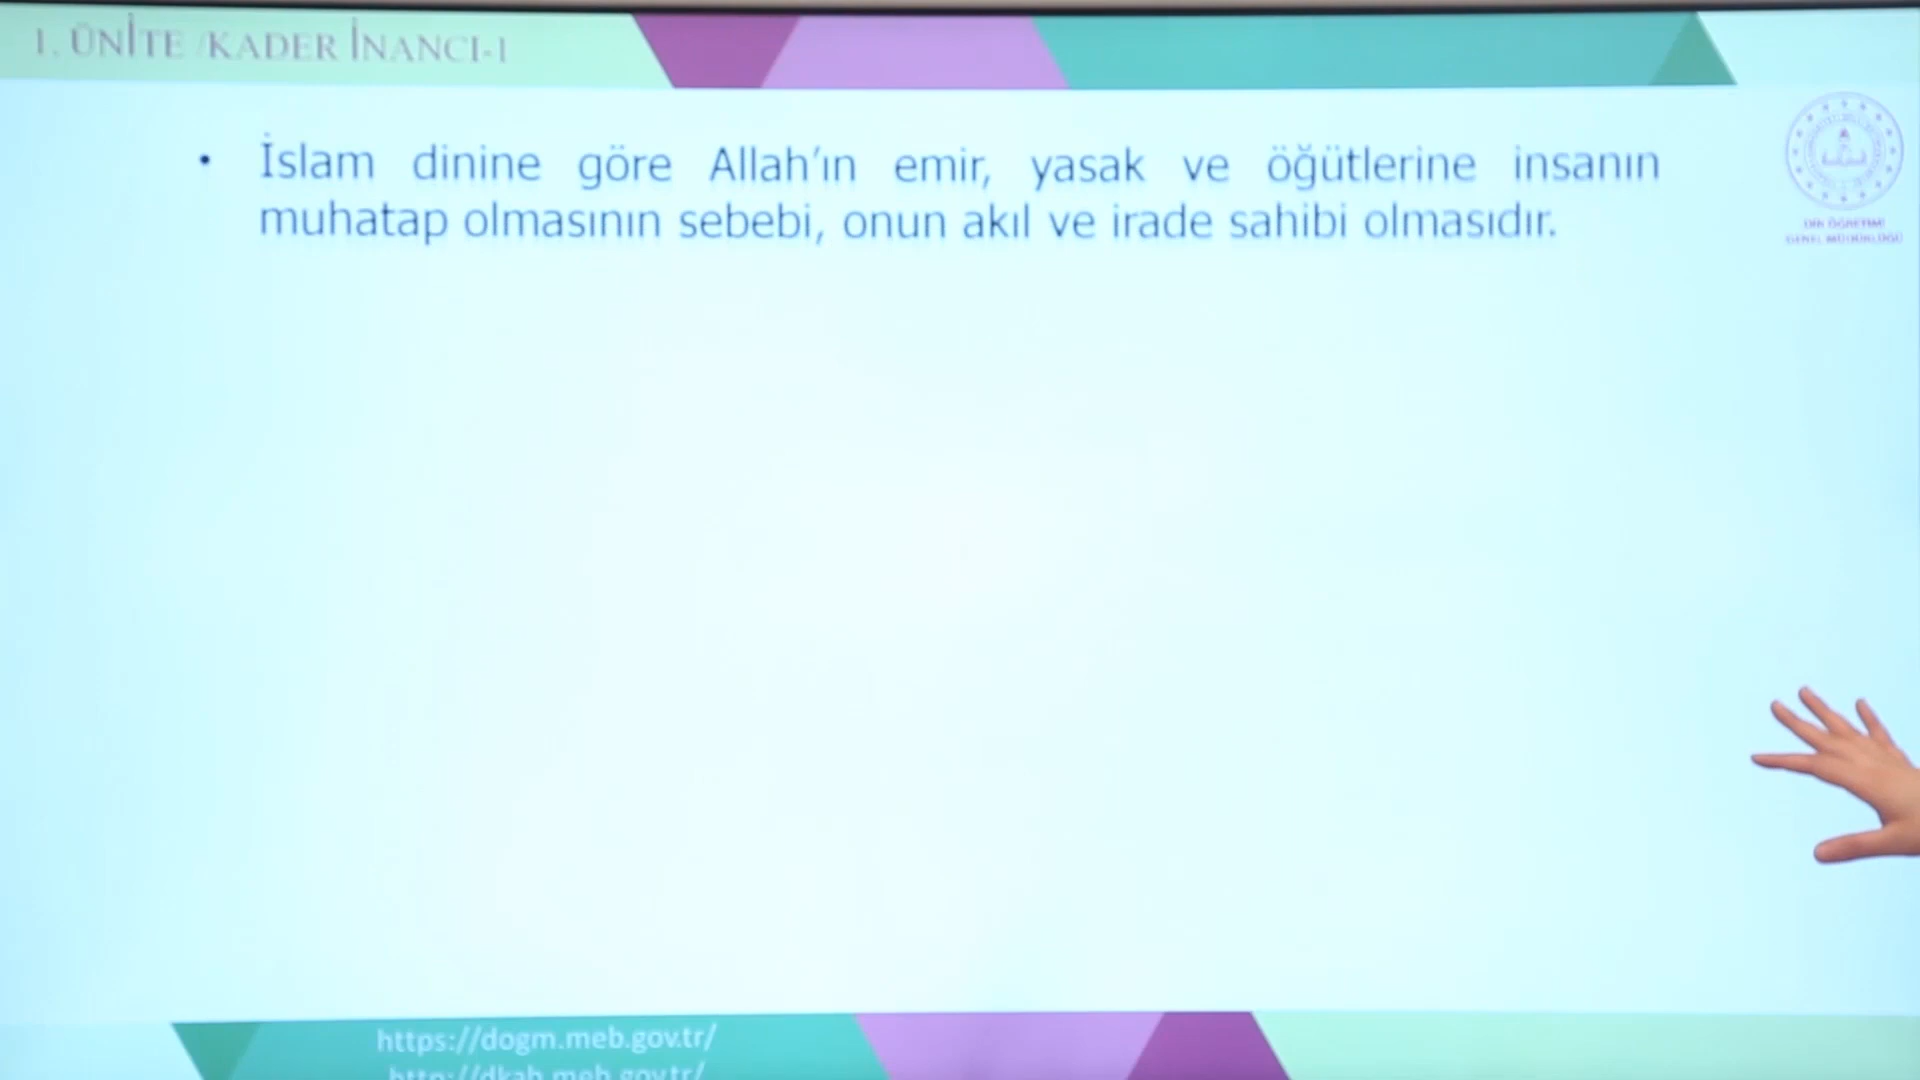 1. ÜNİTE /KADER İNANCI-1
• İslam dinine göre Allah'ın emir, yasak ve öğütlerine insanın
muhatap olmasının sebebi, onun akıl ve irade sahibi olmasıdır.
DİN ÖĞRETİMİ
GENEL MÜDÜRLÜĞÜ
https://dogm.meb.gov.tr/
http://dkab.meb.gov.tr/